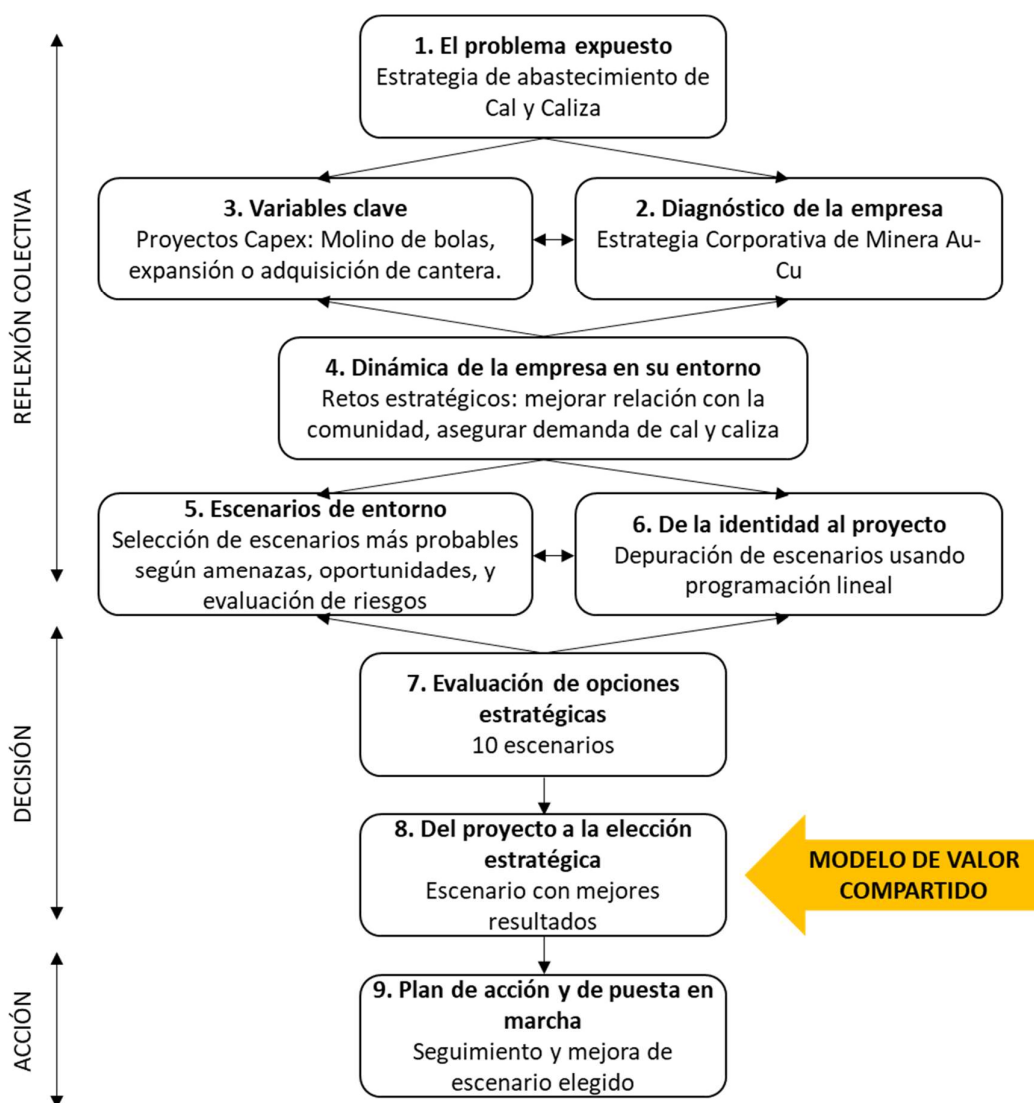 1. El problema expuesto
Estrategia de abastecimiento de
Cal y Caliza
3. Variables clave
Proyectos Capex: Molino de bolas,
expansión o adquisición de cantera.
2. Diagnóstico de la empresa
Estrategia Corporativa de Minera Au-
Cu
4. Dinámica de la empresa en su entorno
Retos estratégicos: mejorar relación con la
comunidad, asegurar demanda de cal y caliza
5. Escenarios de entorno
Selección de escenarios más probables
según amenazas, oportunidades, y
evaluación de riesgos
6. De la identidad al proyecto
Depuración de escenarios usando
programación lineal
REFLEXIÓN COLECTIVA
7. Evaluación de opciones
estratégicas
10 escenarios
8. Del proyecto a la elección
estratégica
Escenario con mejores
resultados
DECISIÓN
MODELO DE VALOR
COMPARTIDO
9. Plan de acción y de puesta en
marcha
Seguimiento y mejora de
escenario elegido
ACCIÓN